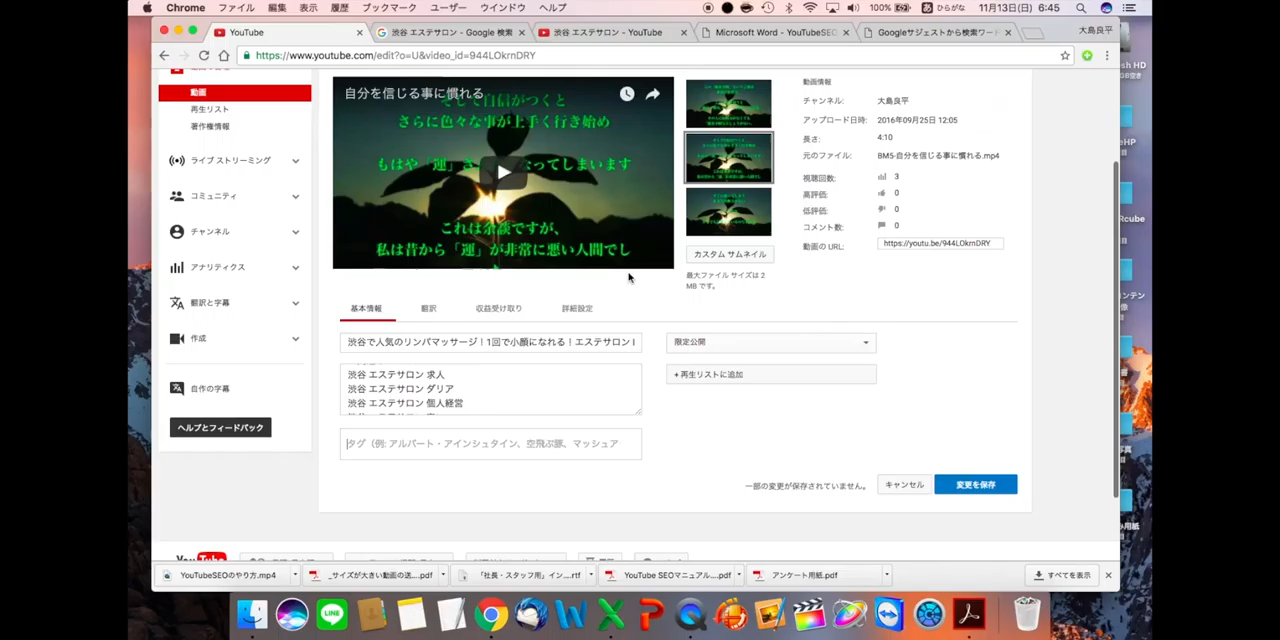 Chrome ファイル 編集 表示 履歴 ブックマーク ユーザー ウインドウ ヘルプ 100% あ ひらがな 11月13日(日) 6:45
YouTube 渋谷 エステサロン - Google 検索 渋谷 エステサロン - YouTube Microsoft Word - YouTubeSEO Googleサジェストから検索ワード 大島良平
https://www.youtube.com/edit?o=U&video_id=944LOkrnDRY
動画
再生リスト
著作権情報
ライブ ストリーミング
コミュニティ
チャンネル
アナリティクス
翻訳と字幕
作成
自作の字幕
ヘルプとフィードバック
自分を信じる事に慣れる
そして自信がつくと
さらに色々な事が上手く行き始め
もはや「運」さ なってしまいます
これは余談ですが、
私は昔から「運」が非常に悪い人間でし
カスタム サムネイル
最大ファイル サイズは 2
MB です。
動画情報
チャンネル: 大島良平
アップロード日時: 2016年09月25日 12:05
長さ: 4:10
元のファイル: BM5-自分を信じる事に慣れる.mp4
視聴回数: 3
高評価: 0
低評価: 0
コメント数: 0
動画の URL: https://youtu.be/944LOkrnDRY
基本情報 翻訳 収益受け取り 詳細設定
渋谷で人気のリンパマッサージ！1回で小顔になれる！エステサロン
渋谷 エステサロン 求人
渋谷 エステサロン ダリア
渋谷 エステサロン 個人経営
タグ（例: アルバート・アインシュタイン、空飛ぶ豚、マッシュア
限定公開
+ 再生リストに追加
一部の変更が保存されていません。 キャンセル 変更を保存
YouTubeSEOのやり方.mp4 _サイズが大きい動画の送....pdf 「社長・スタッフ用」イン....rtf YouTube SEOマニュアル....pdf アンケート用紙.pdf すべてを表示
LINE